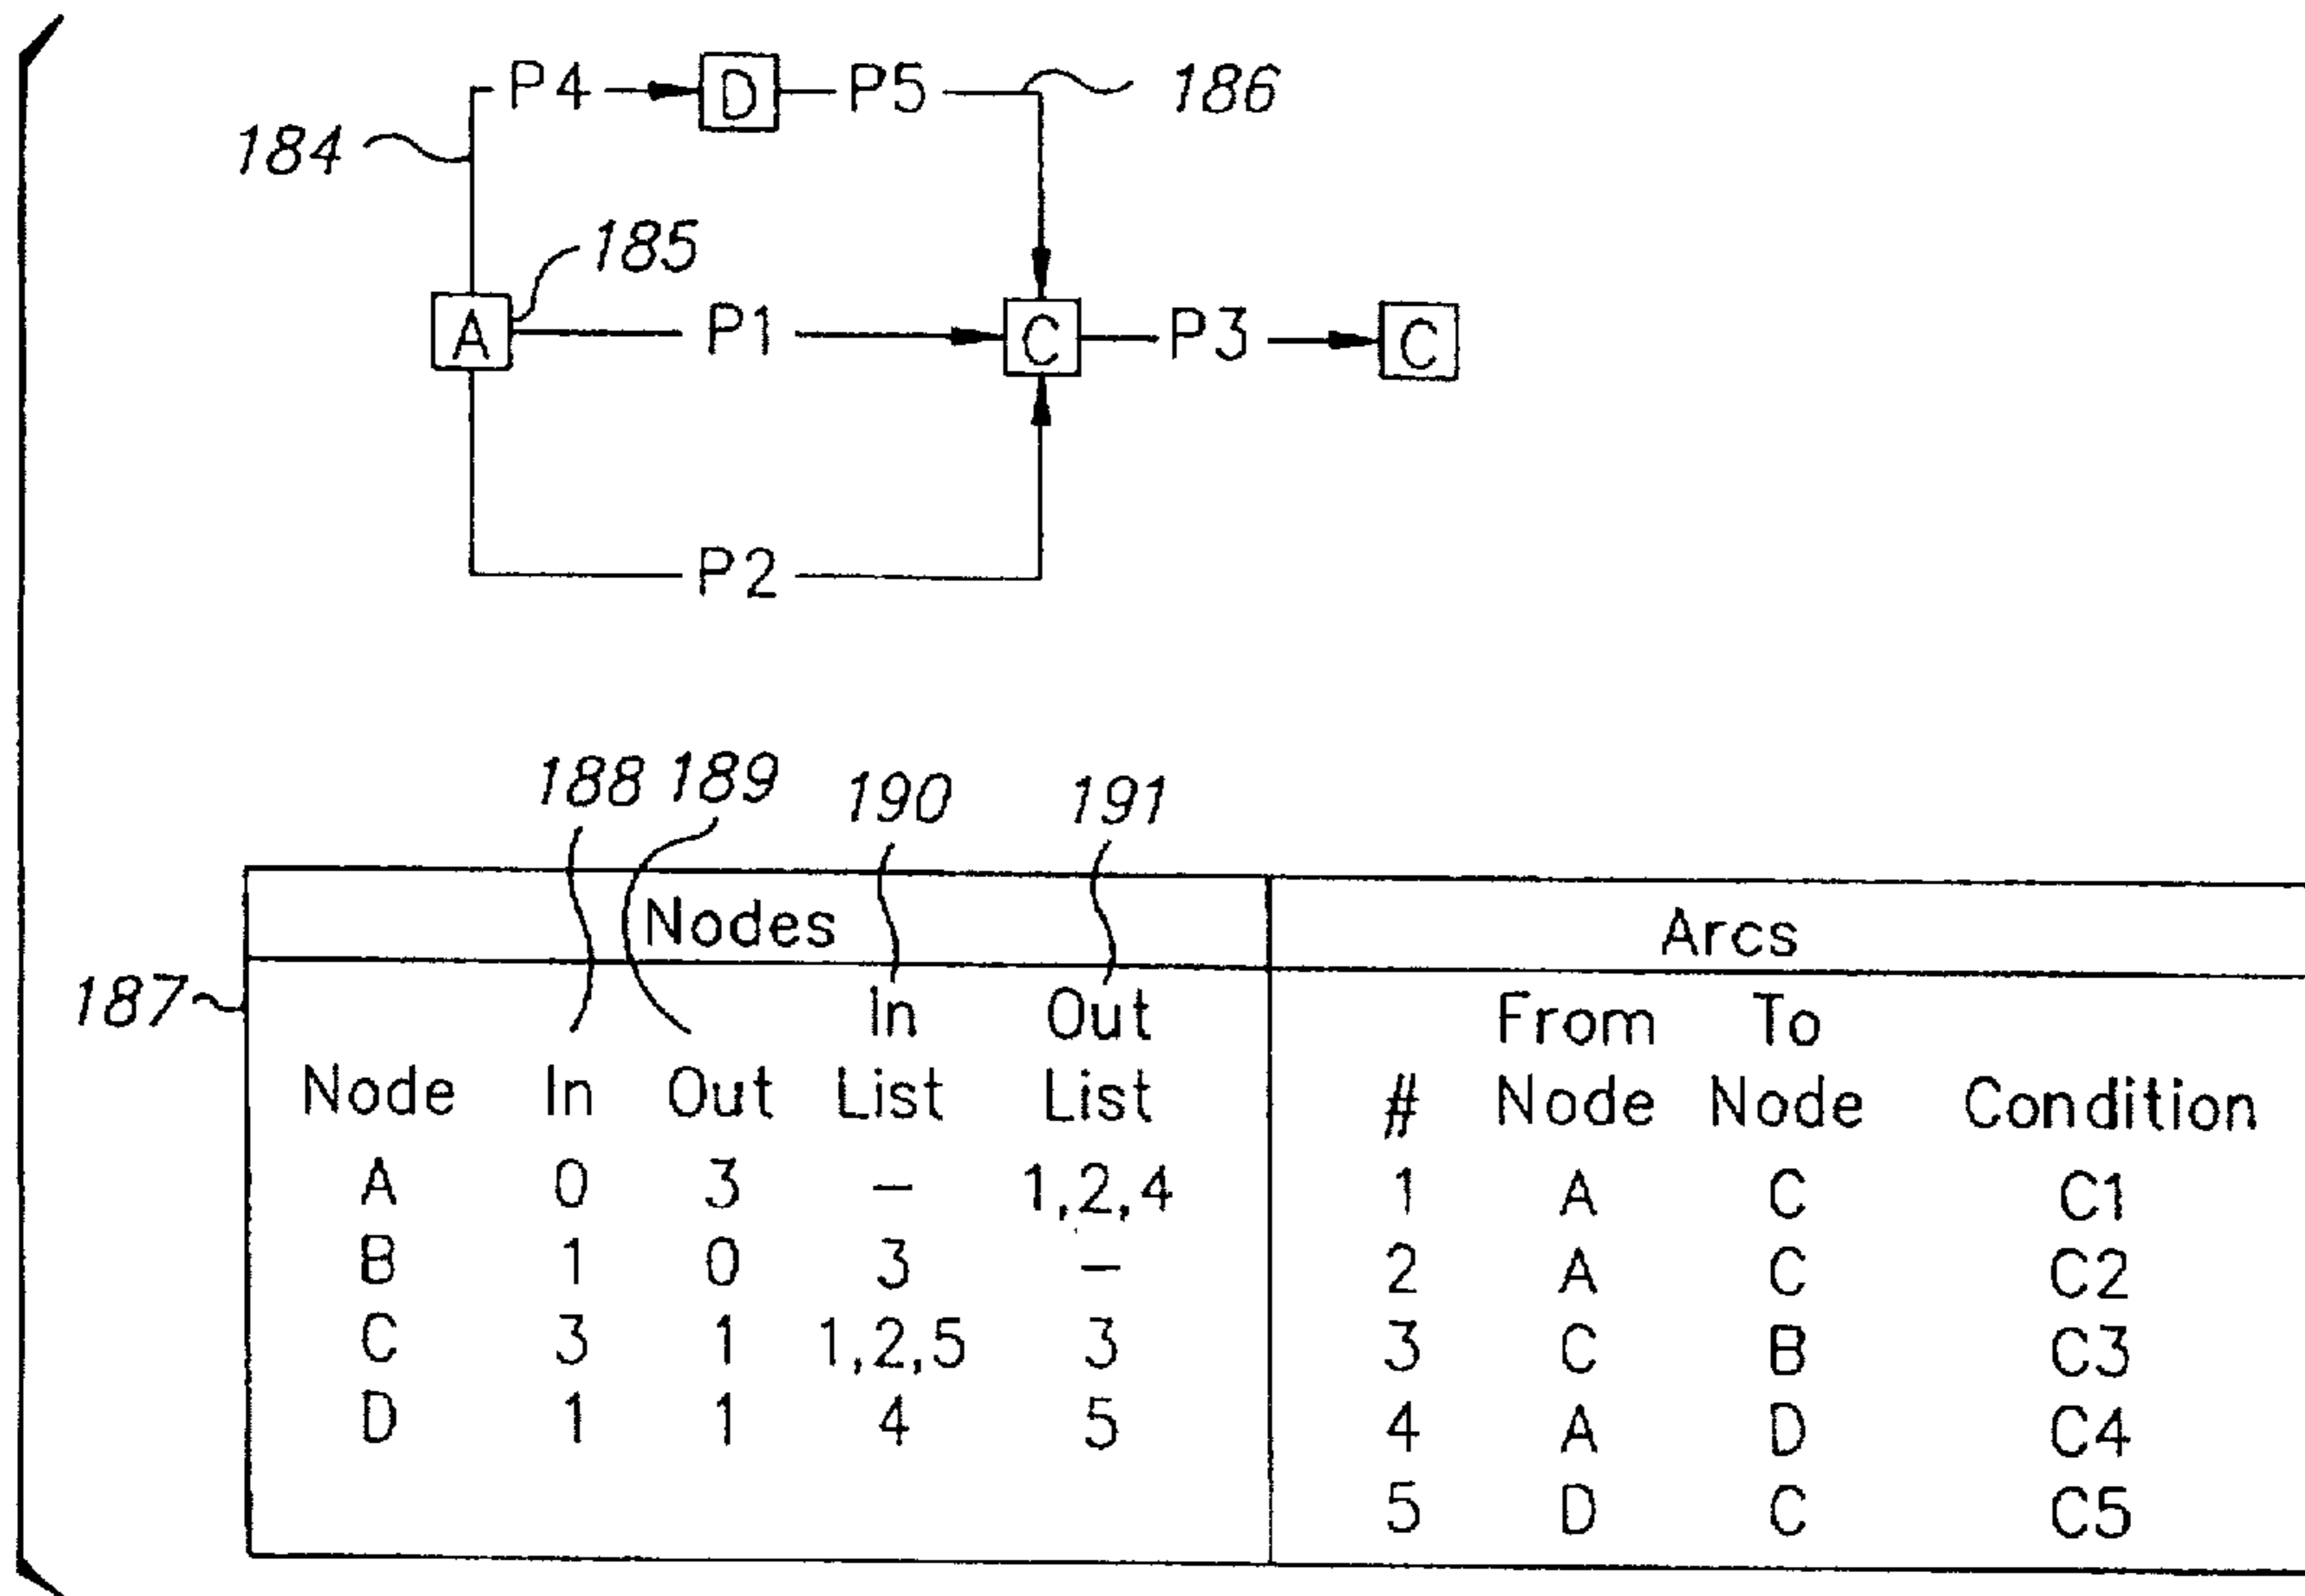 P4 D P5 186
184
185
A P1 C P3 C
P2
188 189 190 191
Nodes Arcs
187
In Out From To
Node In Out List List # Node Node Condition
A 0 3 – 1,2,4 1 A C C1
B 1 0 3 – 2 A C C2
C 3 1 1,2,5 3 3 C B C3
D 1 1 4 5 4 A D C4
5 D C C5